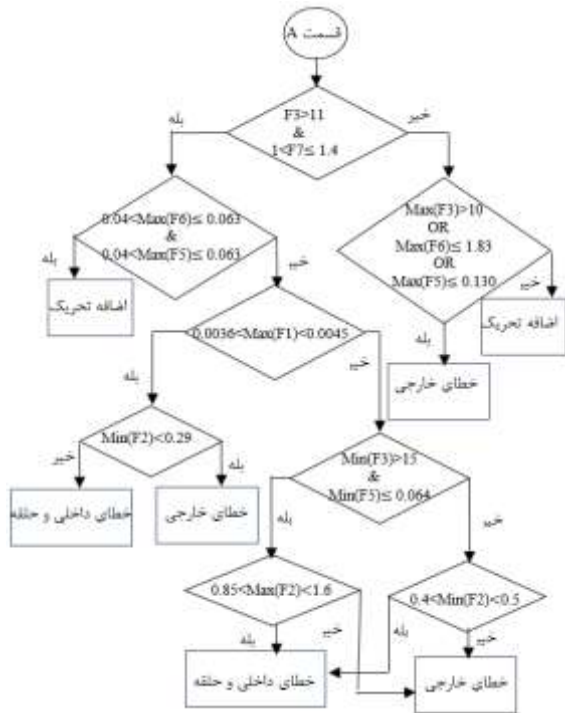 قسمت A
F3>11
&
1<F7≤ 1.4
بله
خیر
0.04<Max(F6)≤ 0.063
&
0.04<Max(F5)≤ 0.063
Max(F3)>10
OR
Max(F6)≤ 1.83
OR
Max(F5)≤ 0.130
بله
خیر
خیر
بله
اضافه تحریک
اضافه تحریک
خطای خارجی
0.0036<Max(F1)<0.0045
بله
خیر
Min(F2)<0.29
خیر
بله
خطای داخلی و حلقه
خطای خارجی
Min(F3)>15
&
Min(F5)≤ 0.064
بله
خیر
0.85<Max(F2)<1.6
0.4<Min(F2)<0.5
بله
خیر
بله
خیر
خطای داخلی و حلقه
خطای خارجی